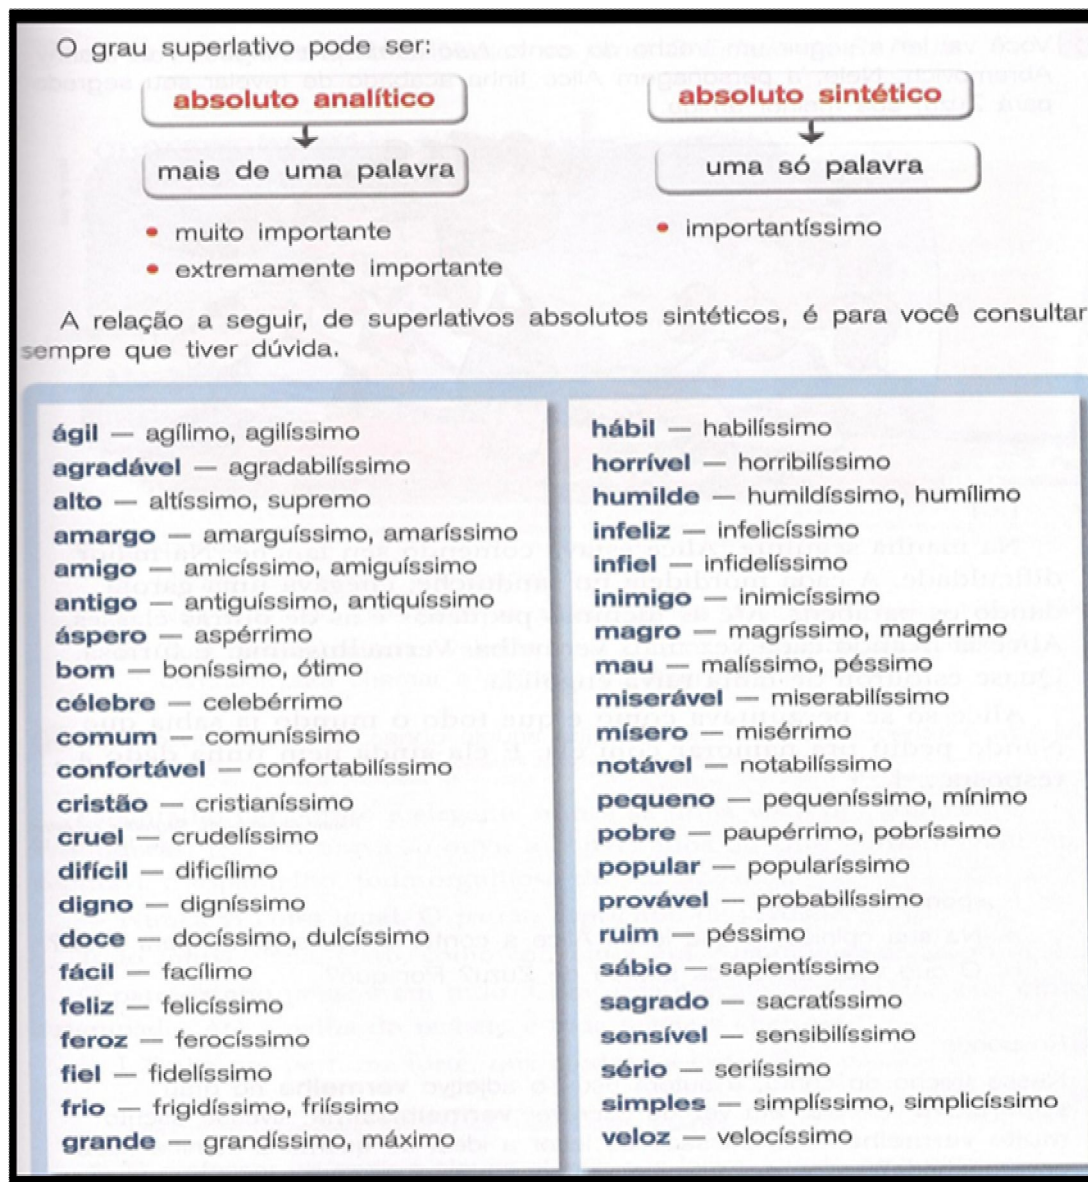 O grau superlativo pode ser:
absoluto analítico
mais de uma palavra
• muito importante
• extremamente importante
absoluto sintético
uma só palavra
• importantíssimo
A relação a seguir, de superlativos absolutos sintéticos, é para você consultar
sempre que tiver dúvida.
ágil — agílimo, agilíssimo
agradável — agradabilíssimo
alto — altíssimo, supremo
amargo — amarguíssimo, amaríssimo
amigo — amicíssimo, amiguíssimo
antigo — antiguíssimo, antiquíssimo
áspero — aspérrimo
bom — boníssimo, ótimo
célebre — celebérrimo
comum — comuníssimo
confortável — confortabilíssimo
cristão — cristianíssimo
cruel — crudelíssimo
difícil — dificílimo
digno — digníssimo
doce — docíssimo, dulcíssimo
fácil — facílimo
feliz — felicíssimo
feroz — ferocíssimo
fiel — fidelíssimo
frio — frigidíssimo, friíssimo
grande — grandíssimo, máximo
hábil — habilíssimo
horrível — horribilíssimo
humilde — humildíssimo, humílimo
infeliz — infelicíssimo
infiel — infidelíssimo
inimigo — inimicíssimo
magro — magríssimo, magérrimo
mau — malíssimo, péssimo
miserável — miserabilíssimo
mísero — misérrimo
notável — notabilíssimo
pequeno — pequeníssimo, mínimo
pobre — paupérrimo, pobríssimo
popular — popularíssimo
provável — probabilíssimo
ruim — péssimo
sábio — sapientíssimo
sagrado — sacratíssimo
sensível — sensibilíssimo
sério — seriíssimo
simples — simplíssimo, simplicíssimo
veloz — velocíssimo